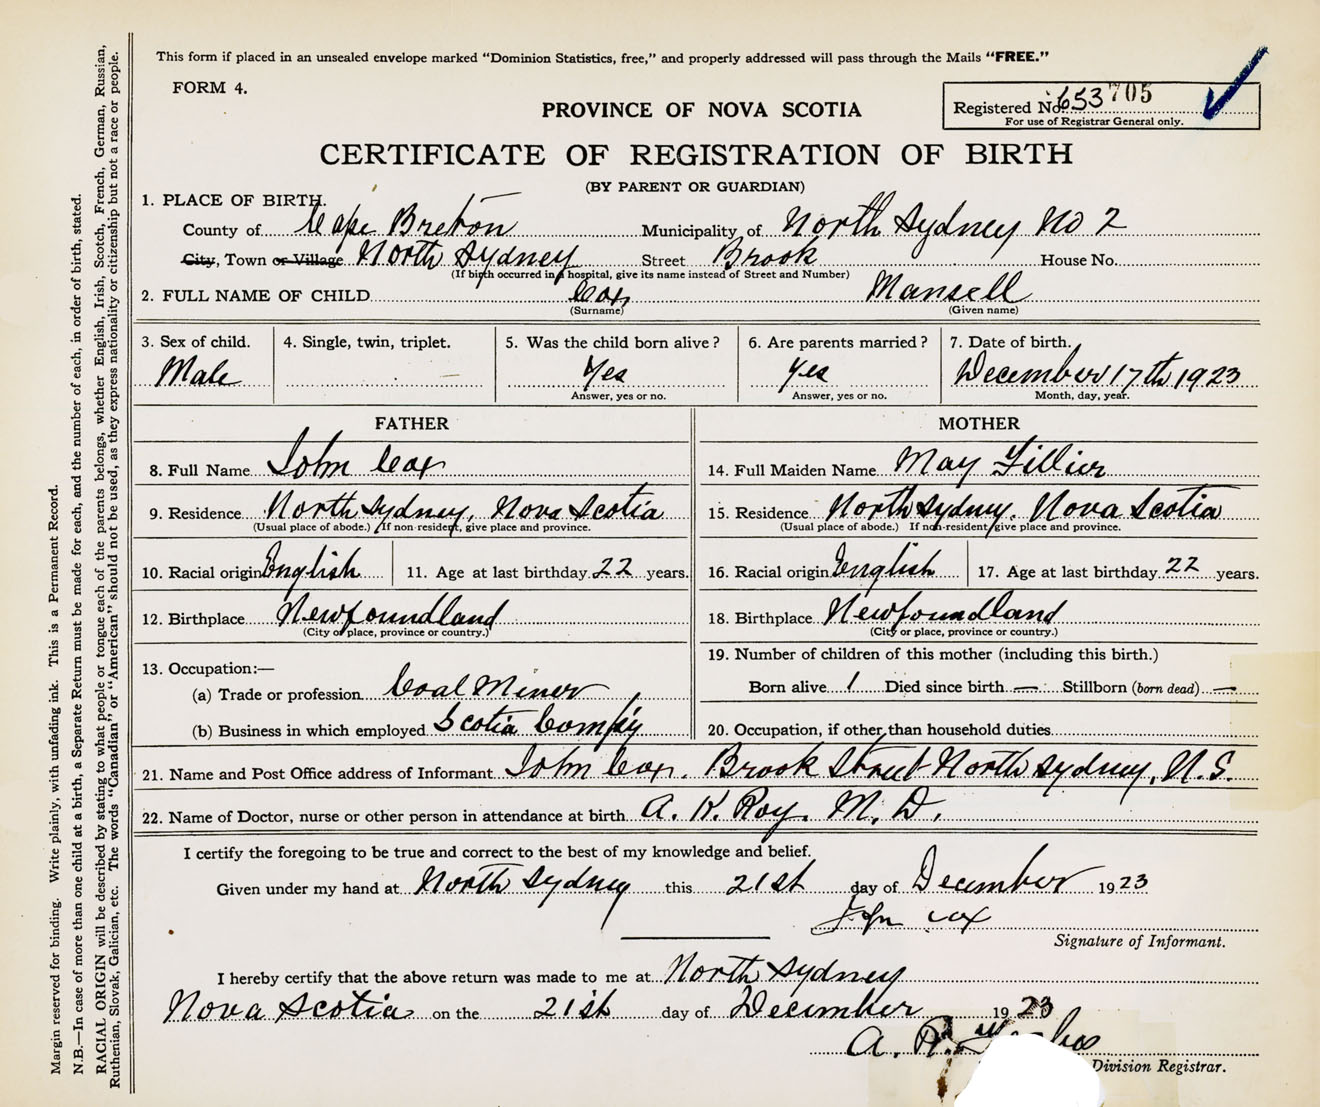 This form if placed in an unsealed envelope marked "Dominion Statistics, free," and properly addressed will pass through the Mails "FREE."
FORM 4.
Registered No. 653 705
For use of Registrar General only.
PROVINCE OF NOVA SCOTIA
CERTIFICATE OF REGISTRATION OF BIRTH
(BY PARENT OR GUARDIAN)
1. PLACE OF BIRTH.
County of Cape Breton Municipality of North Sydney No 2
City, Town or Village North Sydney Street Brook House No.
(If birth occurred in a hospital, give its name instead of Street and Number)
2. FULL NAME OF CHILD Cox Mansell
(Surname) (Given name)
3. Sex of child. 4. Single, twin, triplet. 5. Was the child born alive? 6. Are parents married? 7. Date of birth.
Male — Yes Yes December 17th 1923
Answer, yes or no. Answer, yes or no. Month, day, year.
FATHER MOTHER
8. Full Name John Cox 14. Full Maiden Name May Fillier
9. Residence North Sydney, Nova Scotia 15. Residence North Sydney, Nova Scotia
(Usual place of abode.) If non-resident, give place and province. (Usual place of abode.) If non-resident give place and province.
10. Racial origin English 11. Age at last birthday 22 years. 16. Racial origin English 17. Age at last birthday 22 years.
12. Birthplace Newfoundland 18. Birthplace Newfoundland
(City or place, province or country.) (City or place, province or country.)
13. Occupation:— 19. Number of children of this mother (including this birth.)
(a) Trade or profession Coal Miner Born alive 1 Died since birth — Stillborn (born dead) —
(b) Business in which employed Scotia Comp'y 20. Occupation, if other than household duties
21. Name and Post Office address of Informant John Cox. Brook Street North Sydney, N.S.
22. Name of Doctor, nurse or other person in attendance at birth A. K. Roy. M. D.
I certify the foregoing to be true and correct to the best of my knowledge and belief.
Given under my hand at North Sydney this 21st day of December 1923
John Cox
Signature of Informant.
I hereby certify that the above return was made to me at North Sydney
Nova Scotia on the 21st day of December 1923
A. R.
Division Registrar.
Margin reserved for binding. Write plainly, with unfading ink. This is a Permanent Record.
N.B.—In case of more than one child at a birth, a Separate Return must be made for each, and the number of each, in order of birth, stated.
RACIAL ORIGIN will be described by stating to what people or tongue each of the parents belongs, whether English, Irish, Scotch, French, German, Russian,
Ruthenian, Slovak, Galician, etc. The words "Canadian" or "American" should not be used, as they express nationality or citizenship but not a race or people.